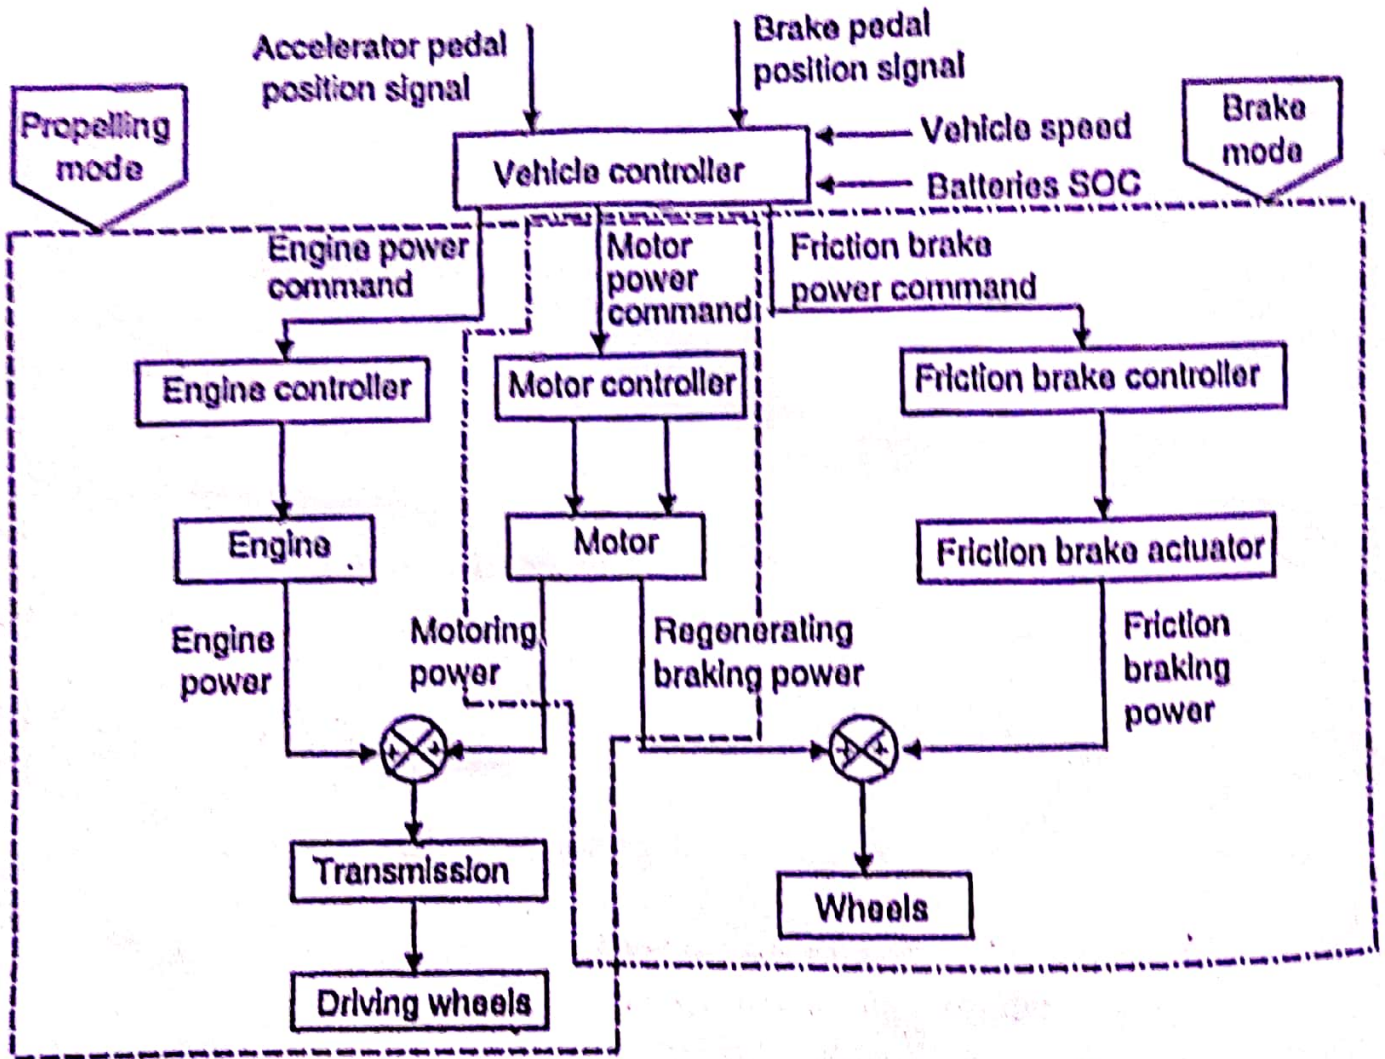 Accelerator pedal
position signal
Brake pedal
position signal
Propelling
mode
Vehicle controller
Vehicle speed
Batteries SOC
Brake
mode
Engine power
command
Motor
power
command
Friction brake
power command
Engine controller
Motor controller
Friction brake controller
Engine
Motor
Friction brake actuator
Engine
power
Motoring
power
Regenerating
braking power
Friction
braking
power
+ +
+ +
Transmission
Wheels
Driving wheels